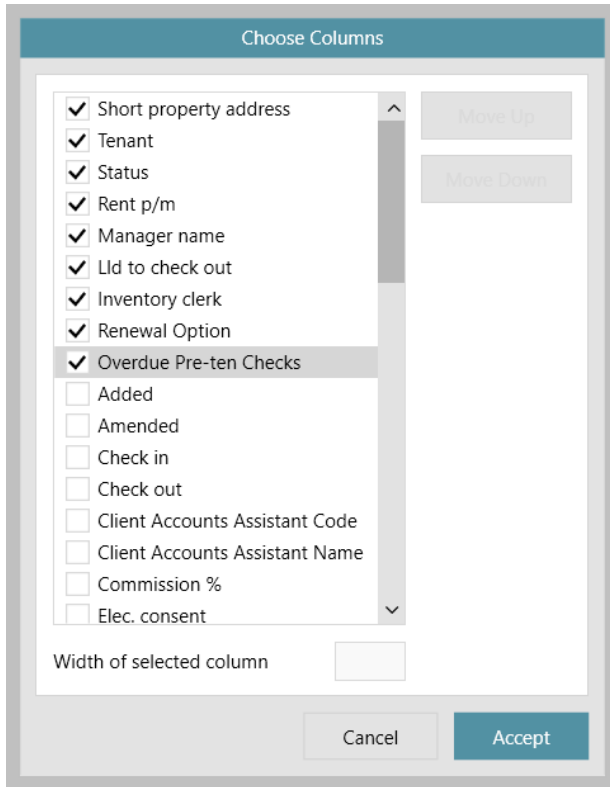 Choose Columns
Short property address
Tenant
Status
Rent p/m
Manager name
Lld to check out
Inventory clerk
Renewal Option
Overdue Pre-ten Checks
Added
Amended
Check in
Check out
Client Accounts Assistant Code
Client Accounts Assistant Name
Commission %
Elec. consent
Move Up
Move Down
Width of selected column
Cancel
Accept